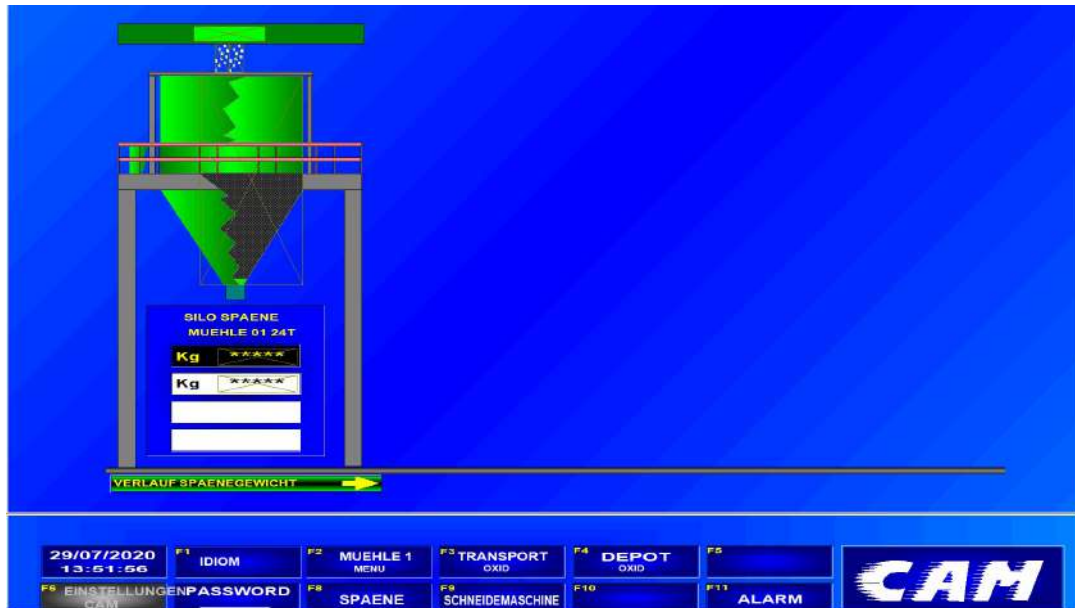 SILO SPAENE
MUEHLE 01 24T
Kg *****
Kg *****
VERLAUF SPAENEGEWICHT
29/07/2020
13:51:56
F1 IDIOM
F2 MUEHLE 1
MENU
F3 TRANSPORT
OXID
F4 DEPOT
OXID
F5
F6 EINSTELLUNGEN
CAM
PASSWORD
F8 SPAENE
F9 SCHNEIDEMASCHINE
F10
F11 ALARM
CAM